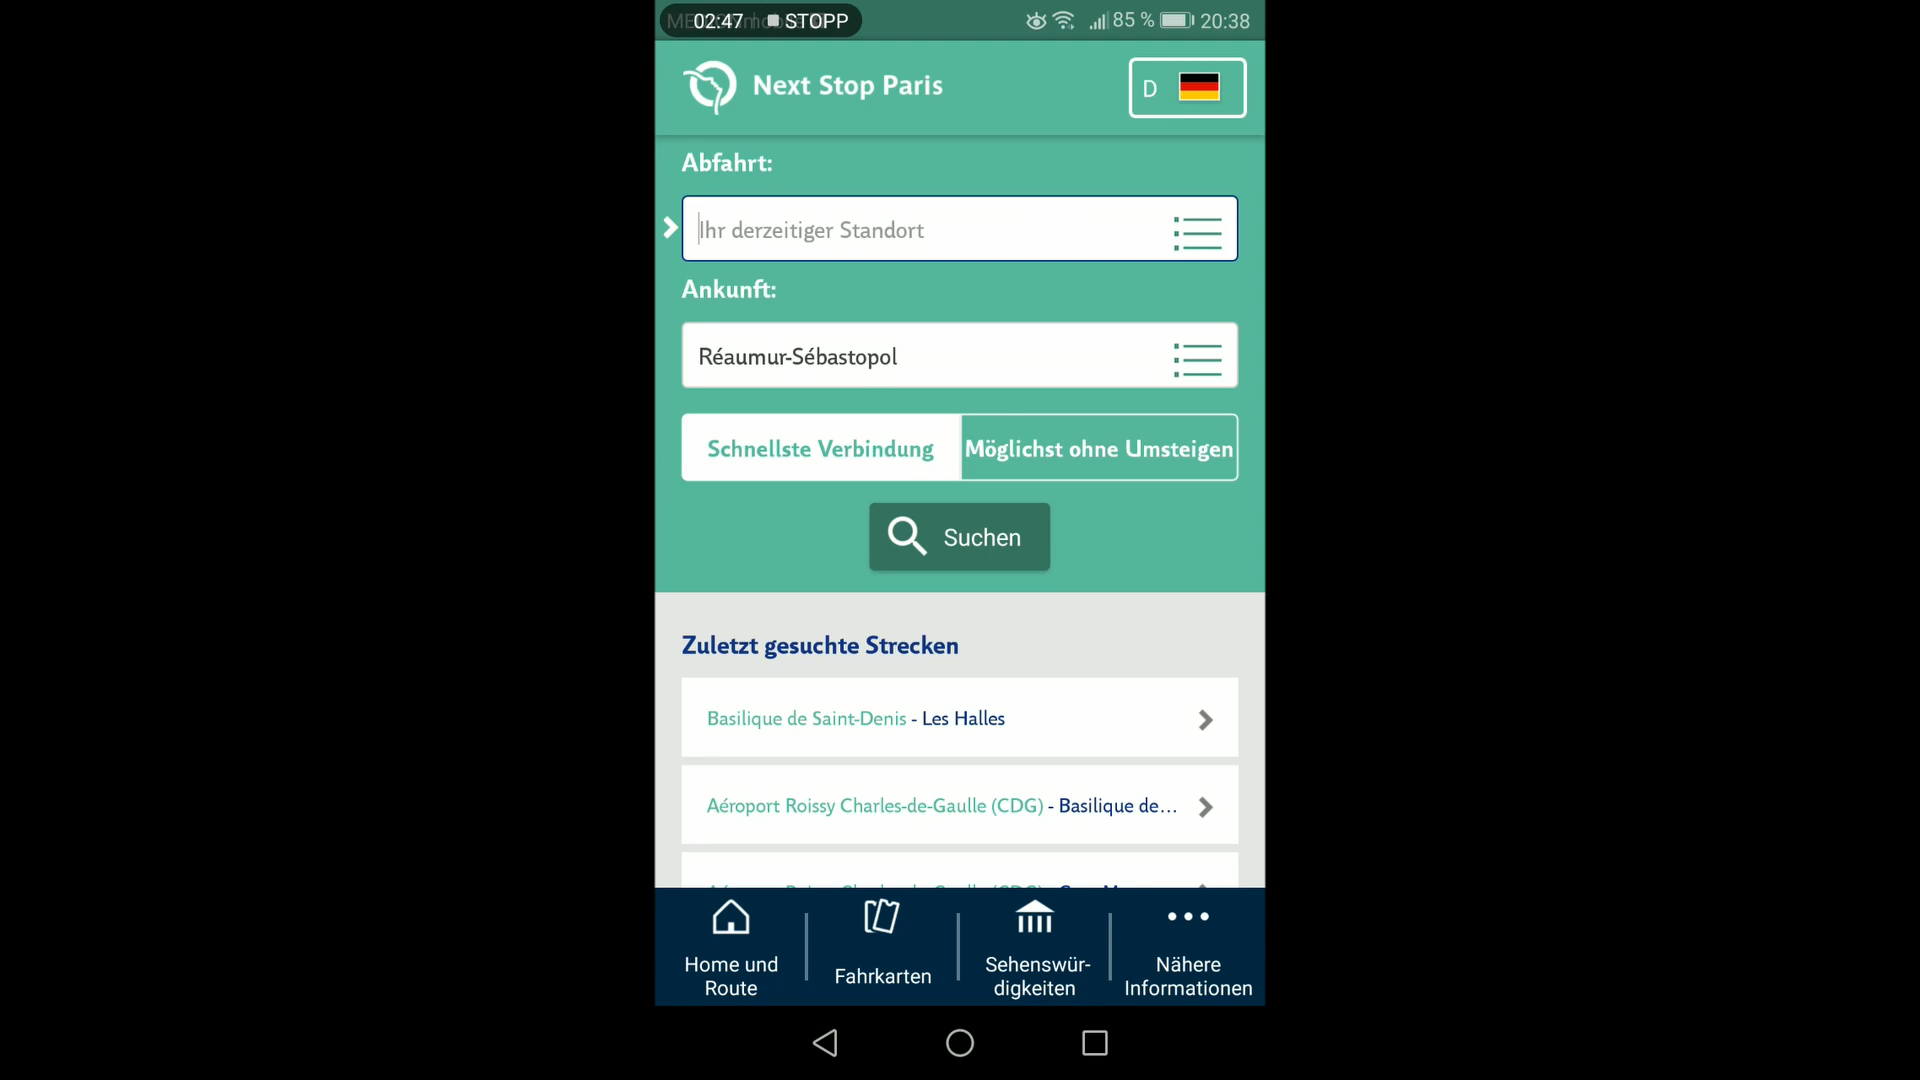 02:47 STOPP 85 % 20:38
Next Stop Paris D
Abfahrt:
Ihr derzeitiger Standort
Ankunft:
Réaumur-Sébastopol
Schnellste Verbindung Möglichst ohne Umsteigen
Suchen
Zuletzt gesuchte Strecken
Basilique de Saint-Denis - Les Halles
Aéroport Roissy Charles-de-Gaulle (CDG) - Basilique de...
Home und
Route
Fahrkarten
Sehenswür-
digkeiten
Nähere
Informationen